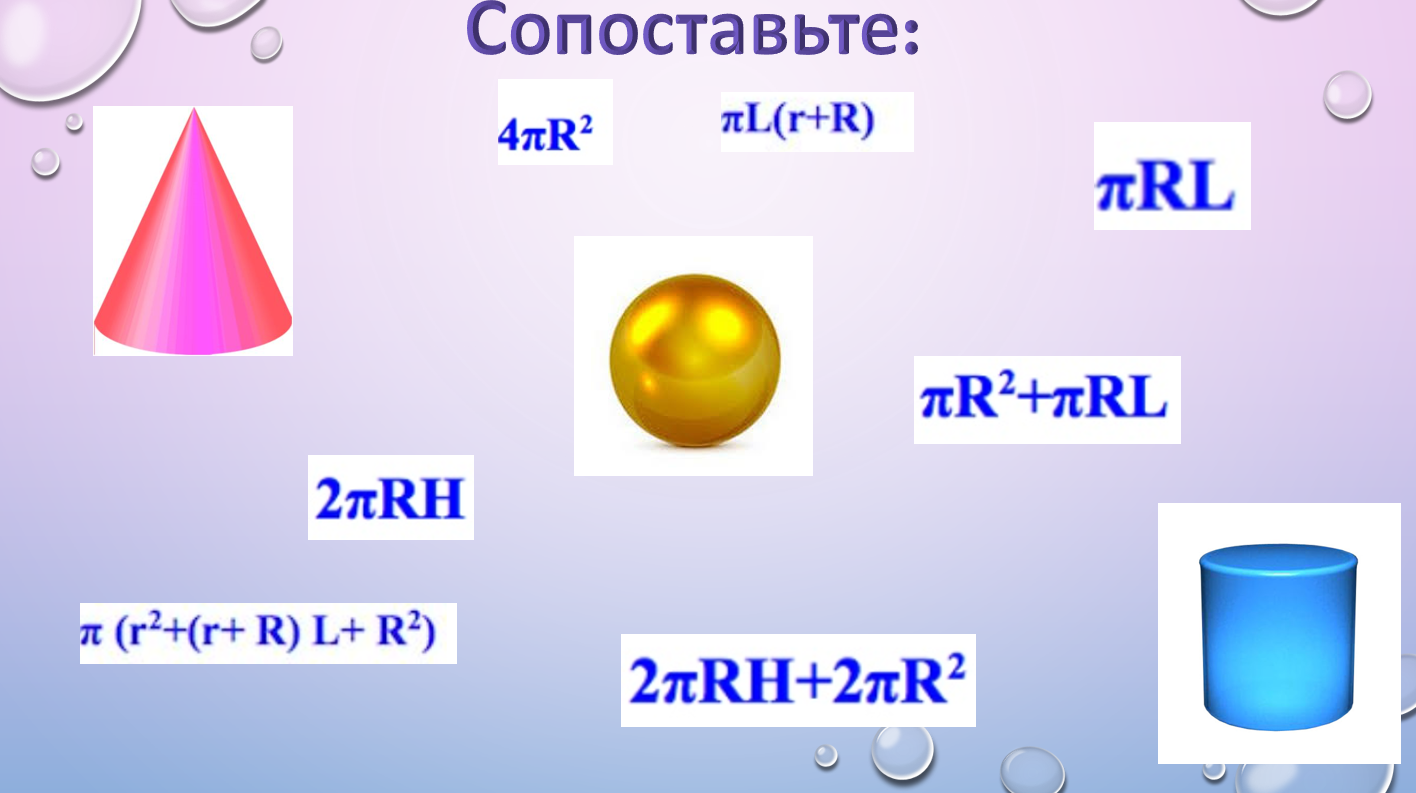 Сопоставьте:
4πR²
πL(r+R)
πRL
πR²+πRL
2πRH
π (r²+(r+ R) L+ R²)
2πRH+2πR²